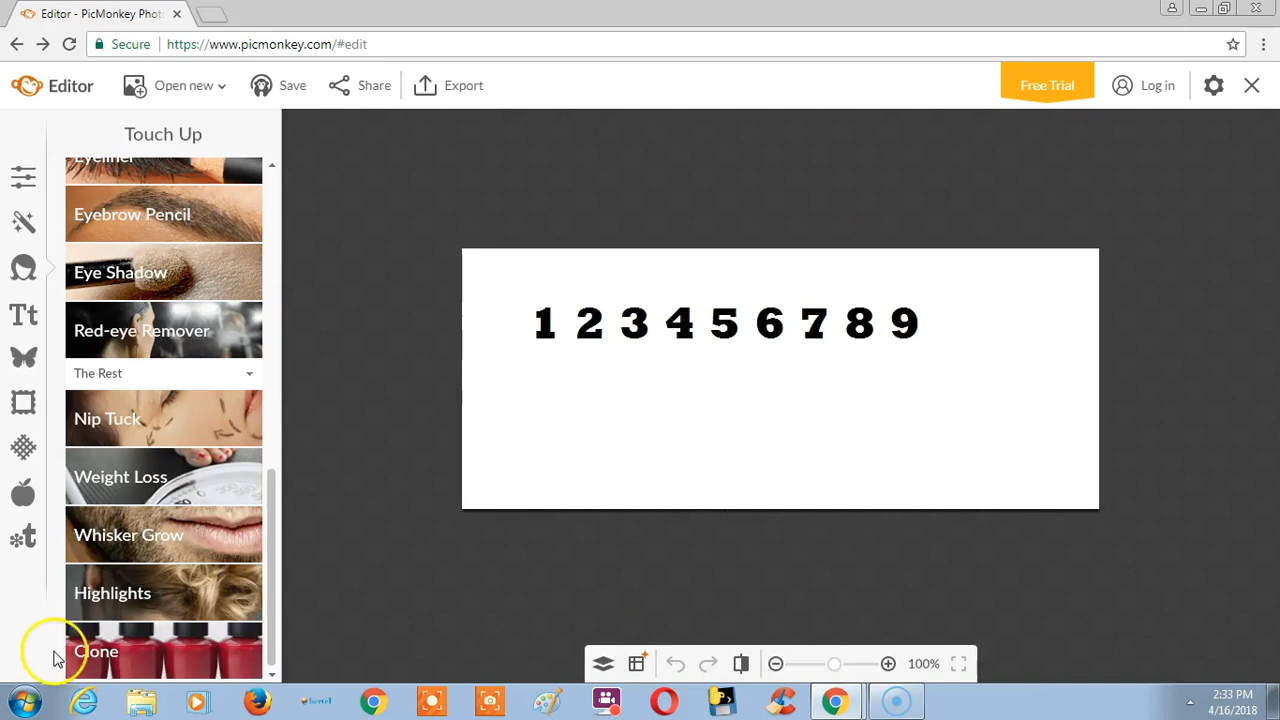 Editor - PicMonkey Phot
Secure https://www.picmonkey.com/#edit
Editor Open new Save Share Export Free Trial Log in
Touch Up
Eyeliner
Eyebrow Pencil
Eye Shadow
Red-eye Remover
The Rest
Nip Tuck
Weight Loss
Whisker Grow
Highlights
Clone
Tt
t
1 2 3 4 5 6 7 8 9
100%
2:33 PM
4/16/2018